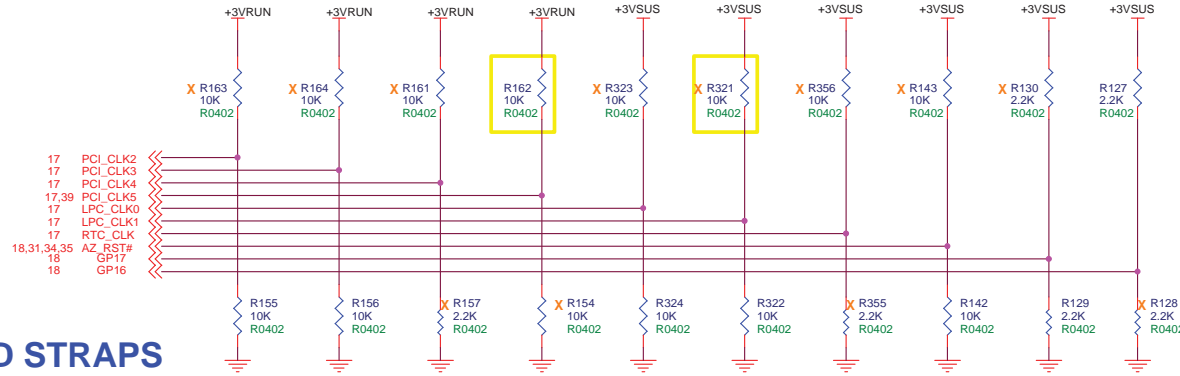 +3VRUN +3VRUN +3VRUN +3VRUN +3VSUS +3VSUS +3VSUS +3VSUS +3VSUS +3VSUS
X R163 X R164 X R161 R162 X R323 X R321 X R356 X R143 X R130 R127
10K 10K 10K 10K 10K 10K 10K 10K 2.2K 2.2K
R0402 R0402 R0402 R0402 R0402 R0402 R0402 R0402 R0402 R0402
17 PCI_CLK2
17 PCI_CLK3
17 PCI_CLK4
17,39 PCI_CLK5
17 LPC_CLK0
17 LPC_CLK1
17 RTC_CLK
18,31,34,35 AZ_RST#
18 GP17
18 GP16
R155 R156 X R157 X R154 R324 R322 X R355 R142 R129 X R128
10K 10K 2.2K 10K 10K 10K 2.2K 10K 2.2K 2.2K
R0402 R0402 R0402 R0402 R0402 R0402 R0402 R0402 R0402 R0402
D STRAPS